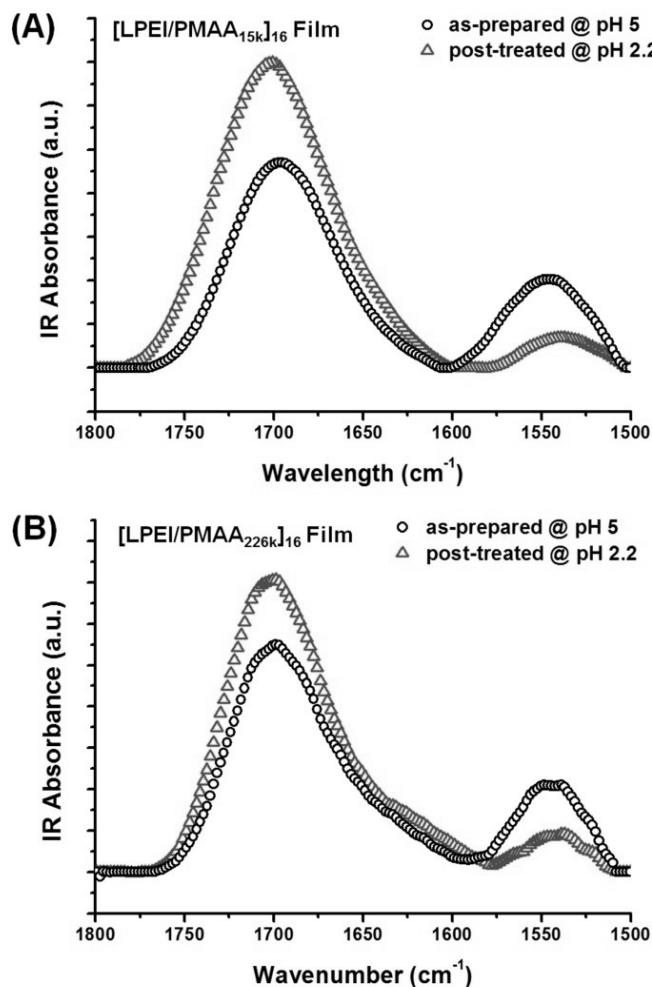 (A)
[LPEI/PMAA15k]16 Film
as-prepared @ pH 5
post-treated @ pH 2.2
IR Absorbance (a.u.)
1800 1750 1700 1650 1600 1550 1500
Wavelength (cm-1)
(B)
[LPEI/PMAA226k]16 Film
as-prepared @ pH 5
post-treated @ pH 2.2
IR Absorbance (a.u.)
1800 1750 1700 1650 1600 1550 1500
Wavenumber (cm-1)